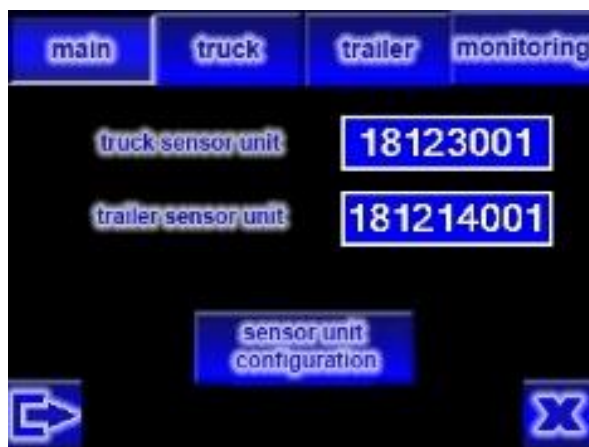 main truck trailer monitoring
truck sensor unit 18123001
trailer sensor unit 181214001
sensor unit
configuration